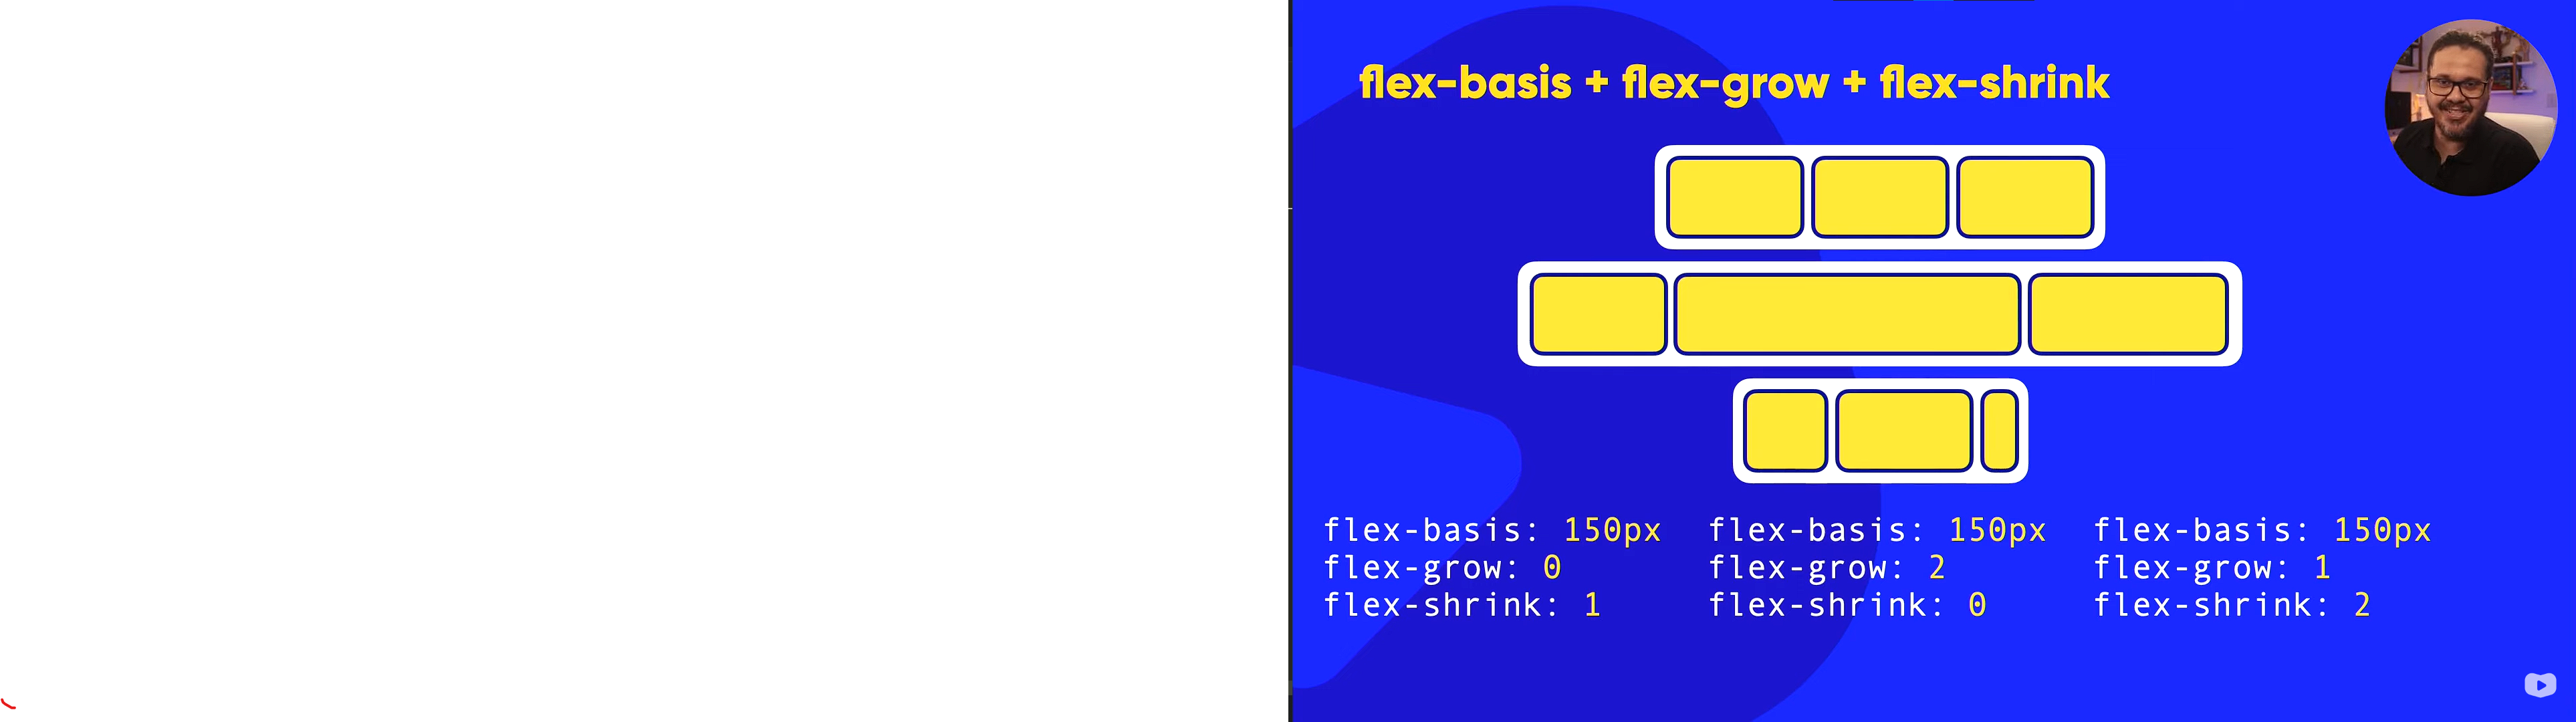 flex-basis + flex-grow + flex-shrink
flex-basis: 150px
flex-grow: 0
flex-shrink: 1
flex-basis: 150px
flex-grow: 2
flex-shrink: 0
flex-basis: 150px
flex-grow: 1
flex-shrink: 2